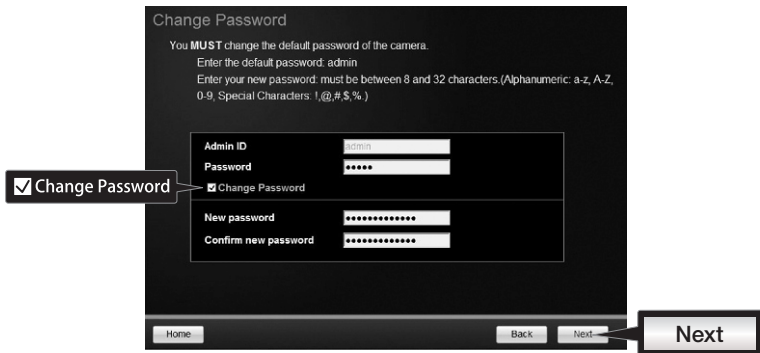 Change Password
You MUST change the default password of the camera.
Enter the default password: admin
Enter your new password: must be between 8 and 32 characters.(Alphanumeric: a-z, A-Z,
0-9, Special Characters: !,@,#,$,%.)
Admin ID admin
Password •••••
Change Password
Change Password
New password •••••••••••••
Confirm new password •••••••••••••
Home Back Next
Next